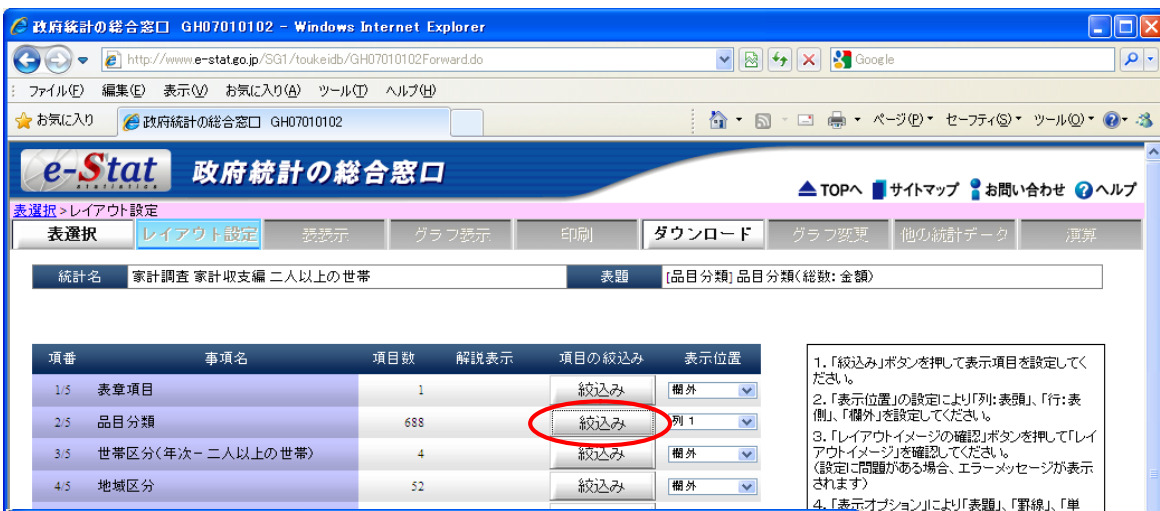 政府統計の総合窓口 GH07010102 - Windows Internet Explorer
http://www.e-stat.go.jp/SG1/toukeidb/GH07010102Forward.do
Google
ファイル(F) 編集(E) 表示(V) お気に入り(A) ツール(T) ヘルプ(H)
お気に入り 政府統計の総合窓口 GH07010102
ページ(P) セーフティ(S) ツール(O)
e-Stat 政府統計の総合窓口
statistics
TOPへ サイトマップ お問い合わせ ヘルプ
表選択>レイアウト設定
表選択 レイアウト設定 表表示 グラフ表示 印刷 ダウンロード グラフ変更 他の統計データ 演算
統計名 家計調査 家計収支編 二人以上の世帯 表題 [品目分類] 品目分類(総数: 金額)
項番 事項名 項目数 解説表示 項目の絞込み 表示位置
1/5 表章項目 1 絞込み 欄外
2/5 品目分類 688 絞込み 列 1
3/5 世帯区分(年次-二人以上の世帯) 4 絞込み 欄外
4/5 地域区分 52 絞込み 欄外
1.「絞込み」ボタンを押して表示項目を設定してく
ださい。
2.「表示位置」の設定により「列:表頭」、「行:表
側」、「欄外」を設定してください。
3.「レイアウトイメージの確認」ボタンを押して「レイ
アウトイメージ」を確認してください。
(設定に問題がある場合、エラーメッセージが表示
されます)
4.「表示オプション」により「表題」、「罫線」、「単